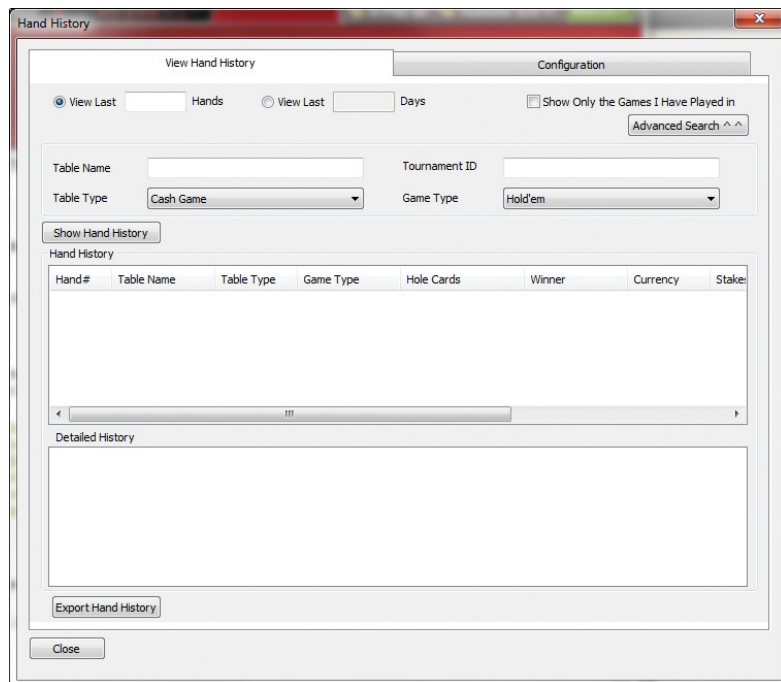 Hand History
View Hand History
Configuration
View Last Hands View Last Days Show Only the Games I Have Played in
Advanced Search ^ ^
Table Name Tournament ID
Table Type Cash Game Game Type Hold'em
Show Hand History
Hand History
Hand# Table Name Table Type Game Type Hole Cards Winner Currency Stakes
Detailed History
Export Hand History
Close